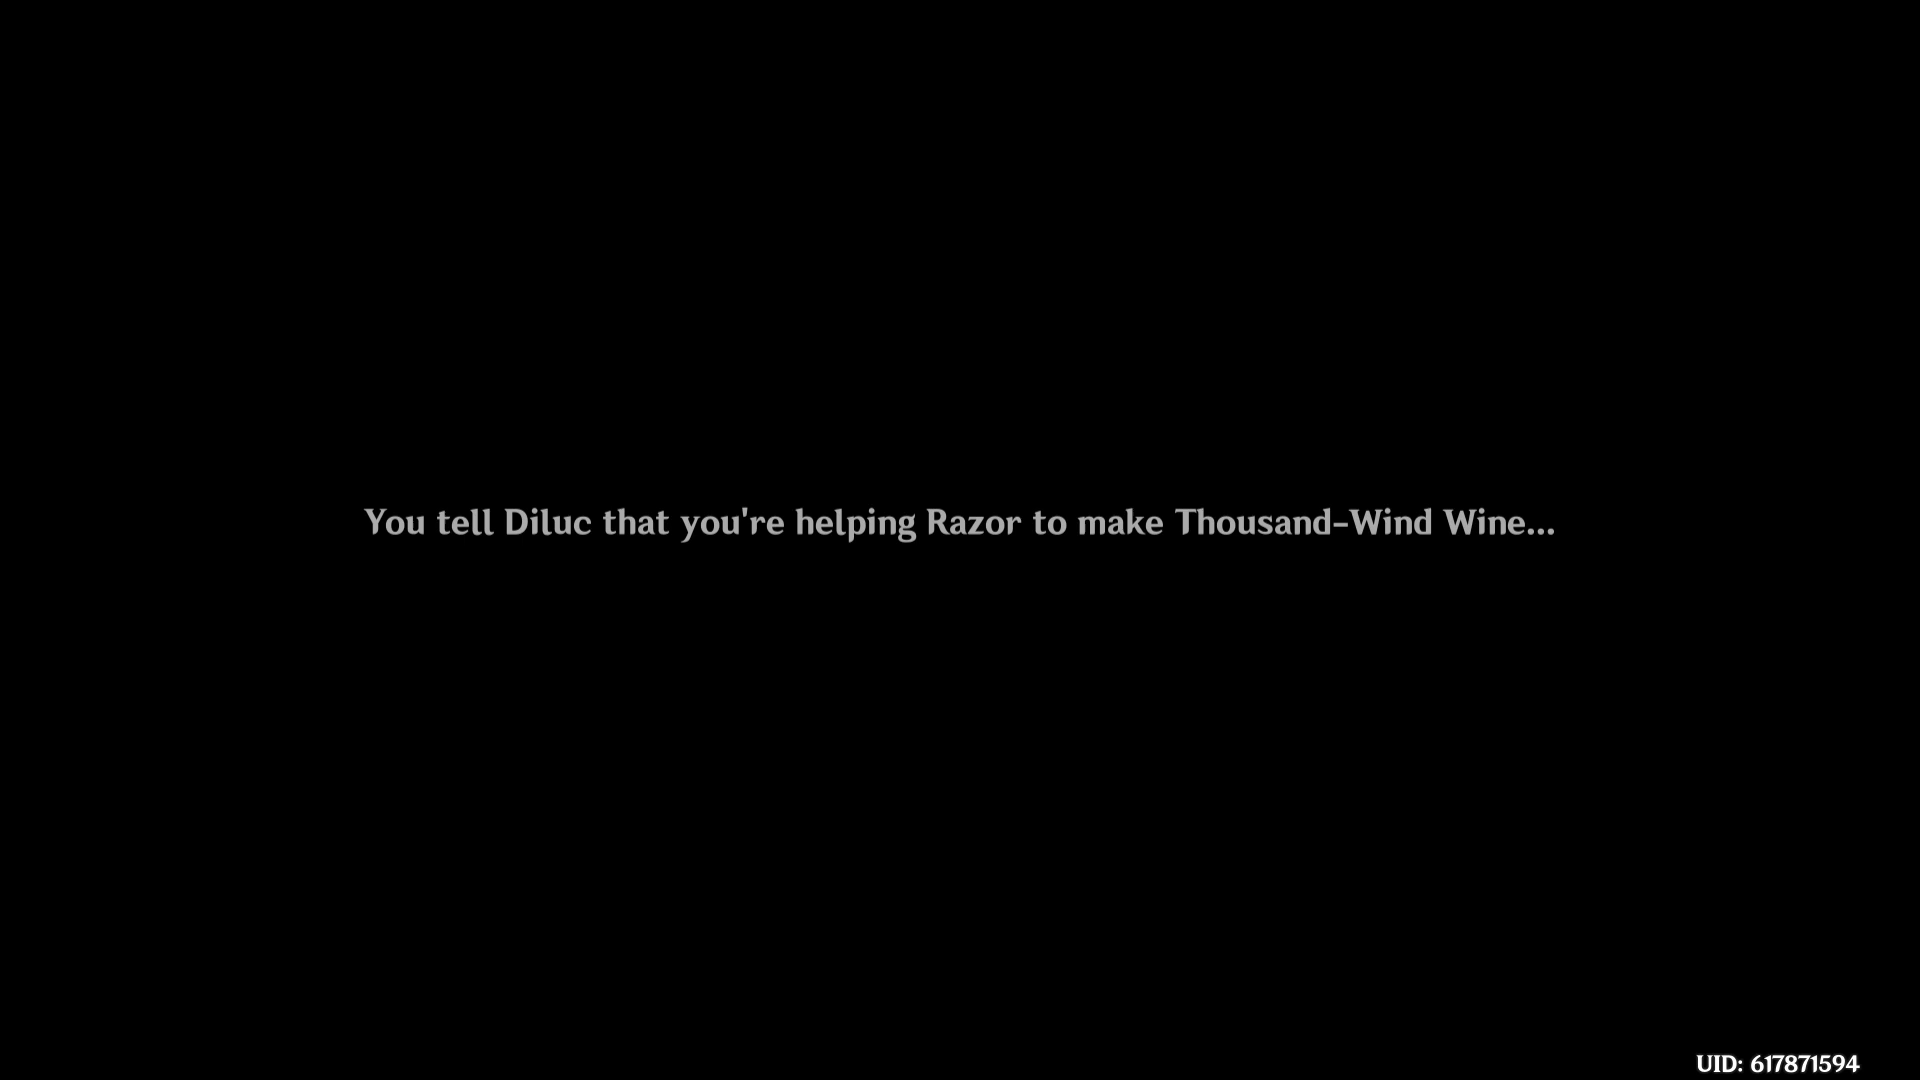 You tell Diluc that you're helping Razor to make Thousand-Wind Wine...
UID: 617871594